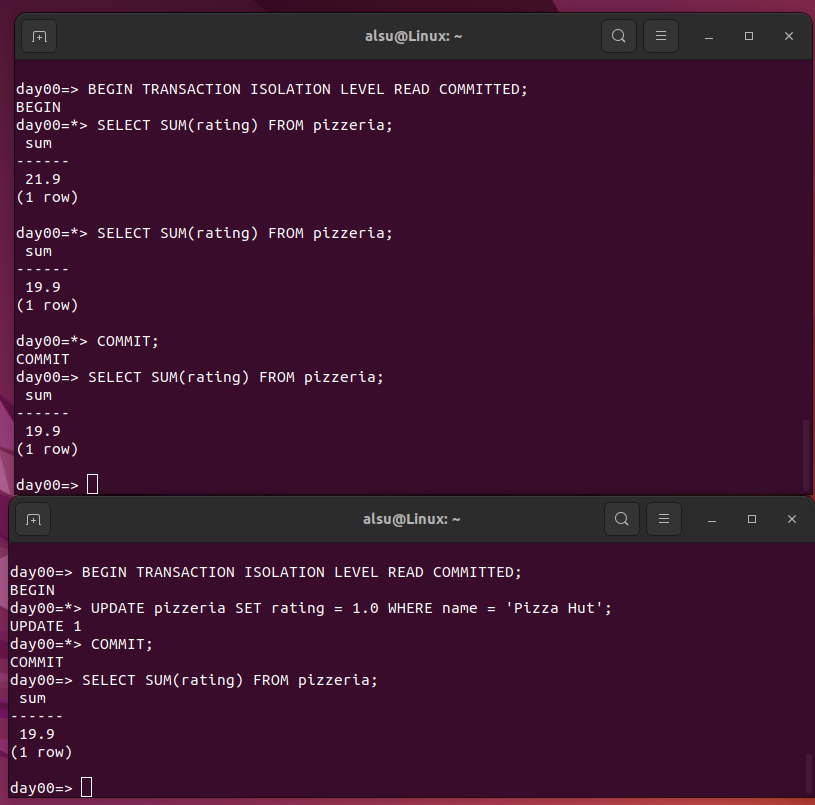 alsu@Linux: ~
day00=> BEGIN TRANSACTION ISOLATION LEVEL READ COMMITTED;
BEGIN
day00=*> SELECT SUM(rating) FROM pizzeria;
 sum
------
 21.9
(1 row)

day00=*> SELECT SUM(rating) FROM pizzeria;
 sum
------
 19.9
(1 row)

day00=*> COMMIT;
COMMIT
day00=> SELECT SUM(rating) FROM pizzeria;
 sum
------
 19.9
(1 row)

day00=>
alsu@Linux: ~
day00=> BEGIN TRANSACTION ISOLATION LEVEL READ COMMITTED;
BEGIN
day00=*> UPDATE pizzeria SET rating = 1.0 WHERE name = 'Pizza Hut';
UPDATE 1
day00=*> COMMIT;
COMMIT
day00=> SELECT SUM(rating) FROM pizzeria;
 sum
------
 19.9
(1 row)

day00=>